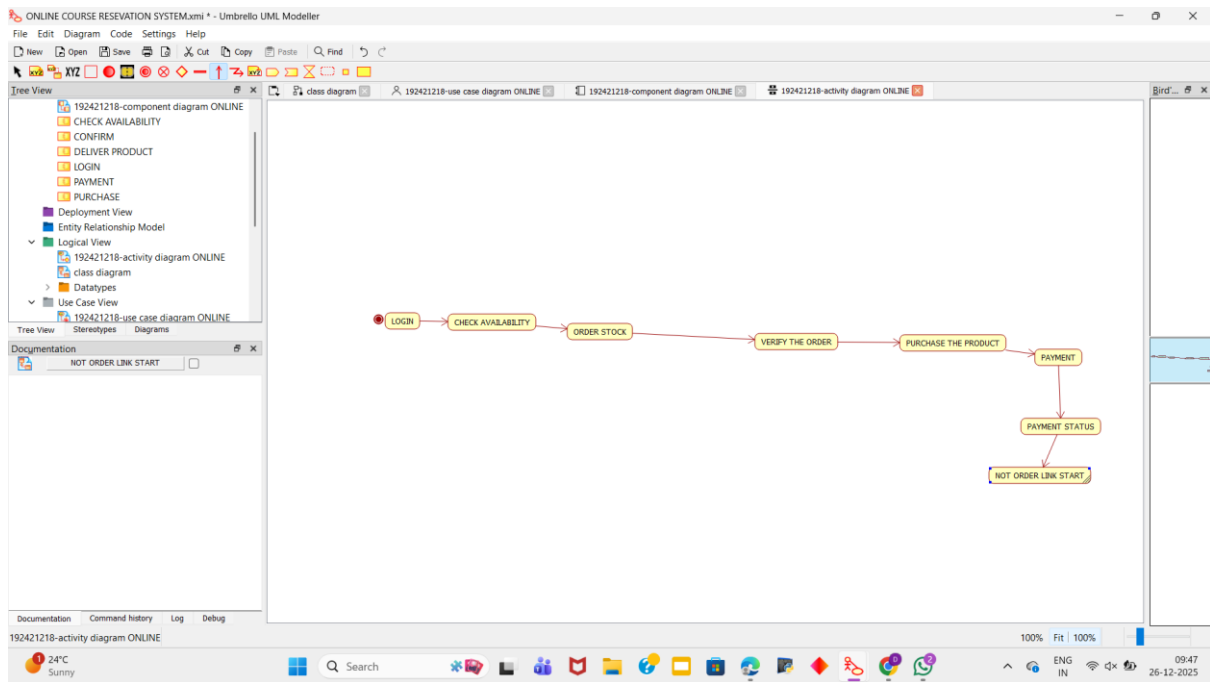 ONLINE COURSE RESEVATION SYSTEM.xmi * - Umbrello UML Modeller
File Edit Diagram Code Settings Help
New Open Save Cut Copy Paste Find
XYZ XYZ
Tree View
class diagram 192421218-use case diagram ONLINE 192421218-component diagram ONLINE 192421218-activity diagram ONLINE
Bird'...
192421218-component diagram ONLINE
CHECK AVAILABILITY
CONFIRM
DELIVER PRODUCT
LOGIN
PAYMENT
PURCHASE
Deployment View
Entity Relationship Model
Logical View
192421218-activity diagram ONLINE
class diagram
Datatypes
Use Case View
192421218-use case diagram ONLINE
Tree View Stereotypes Diagrams
Documentation
NOT ORDER LINK START
LOGIN
CHECK AVAILABILITY
ORDER STOCK
VERIFY THE ORDER
PURCHASE THE PRODUCT
PAYMENT
PAYMENT STATUS
NOT ORDER LINK START
Documentation Command history Log Debug
192421218-activity diagram ONLINE
100% Fit 100%
1
24°C
Sunny
Search
D
2
ENG
IN
09:47
26-12-2025